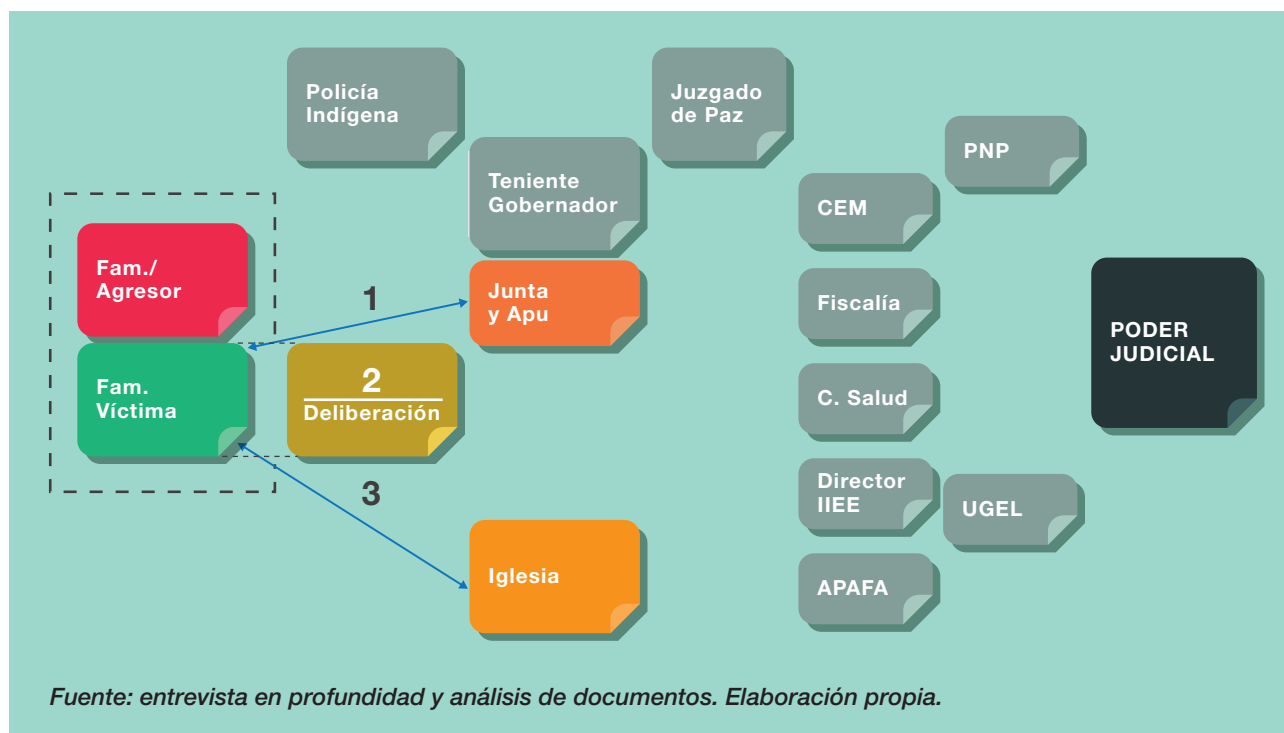 Policía
Indígena
Juzgado
de Paz
PNP
Teniente
Gobernador
CEM
Fam./
Agresor
1
Junta
y Apu
Fiscalía
PODER
JUDICIAL
Fam.
Víctima
2
Deliberación
C. Salud
3
Director
IIEE
UGEL
Iglesia
APAFA
Fuente: entrevista en profundidad y análisis de documentos. Elaboración propia.